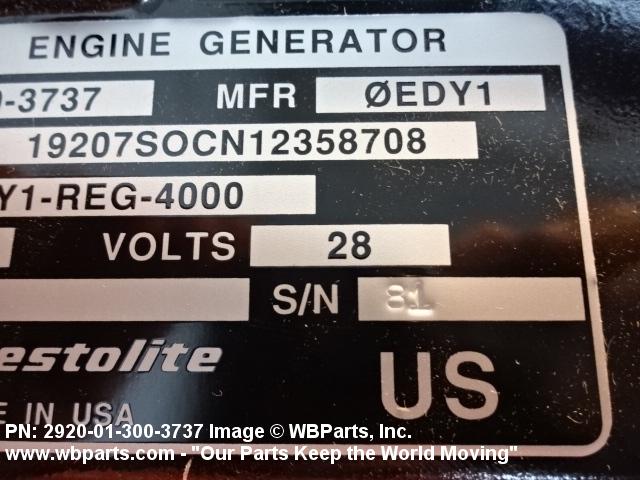 ENGINE GENERATOR
-3737 MFR ØEDY1
19207SOCN12358708
Y1-REG-4000
VOLTS 28
S/N 81
estolite
US
IN USA
PN: 2920-01-300-3737 Image © WBParts, Inc.
www.wbparts.com - "Our Parts Keep the World Moving"